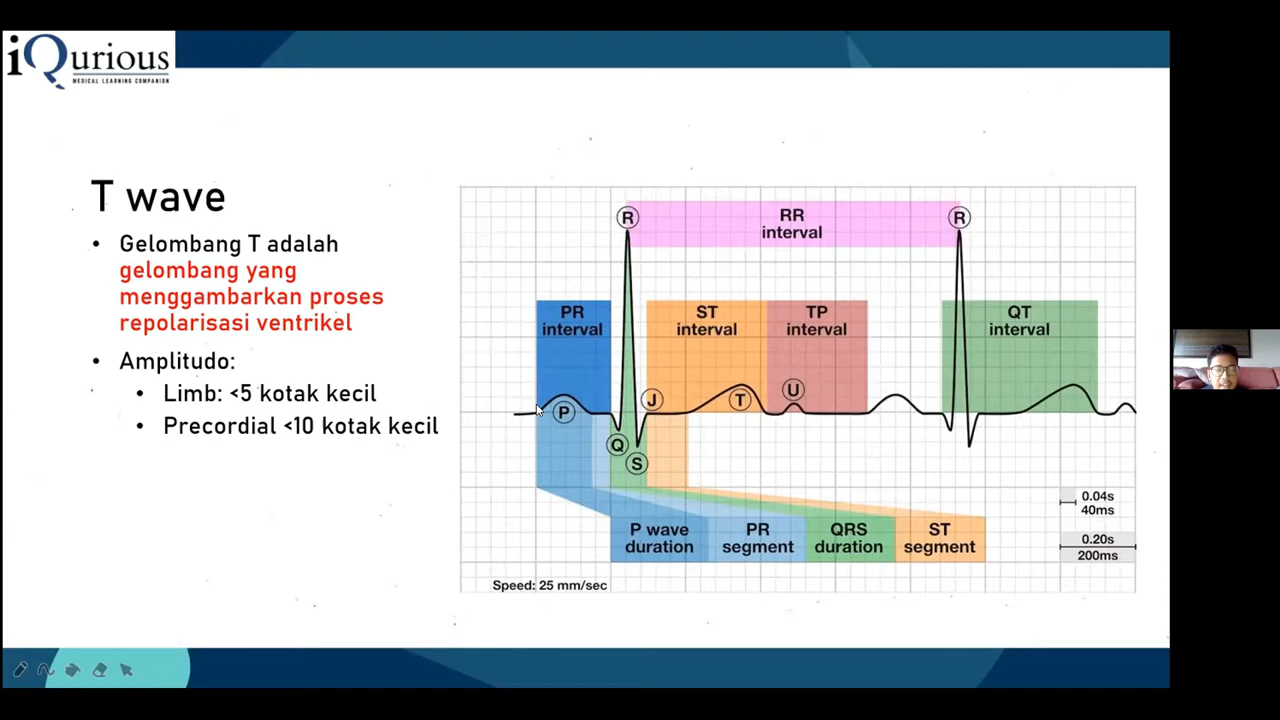 iQurious
MEDICAL LEARNING COMPANION
T wave
• Gelombang T adalah
gelombang yang
menggambarkan proses
repolarisasi ventrikel
• Amplitudo:
• Limb: <5 kotak kecil
• Precordial <10 kotak kecil
R
RR
interval
R
PR
interval
ST
interval
TP
interval
QT
interval
P
Q
S
J
T
U
0.04s
40ms
P wave
duration
PR
segment
QRS
duration
ST
segment
0.20s
200ms
Speed: 25 mm/sec